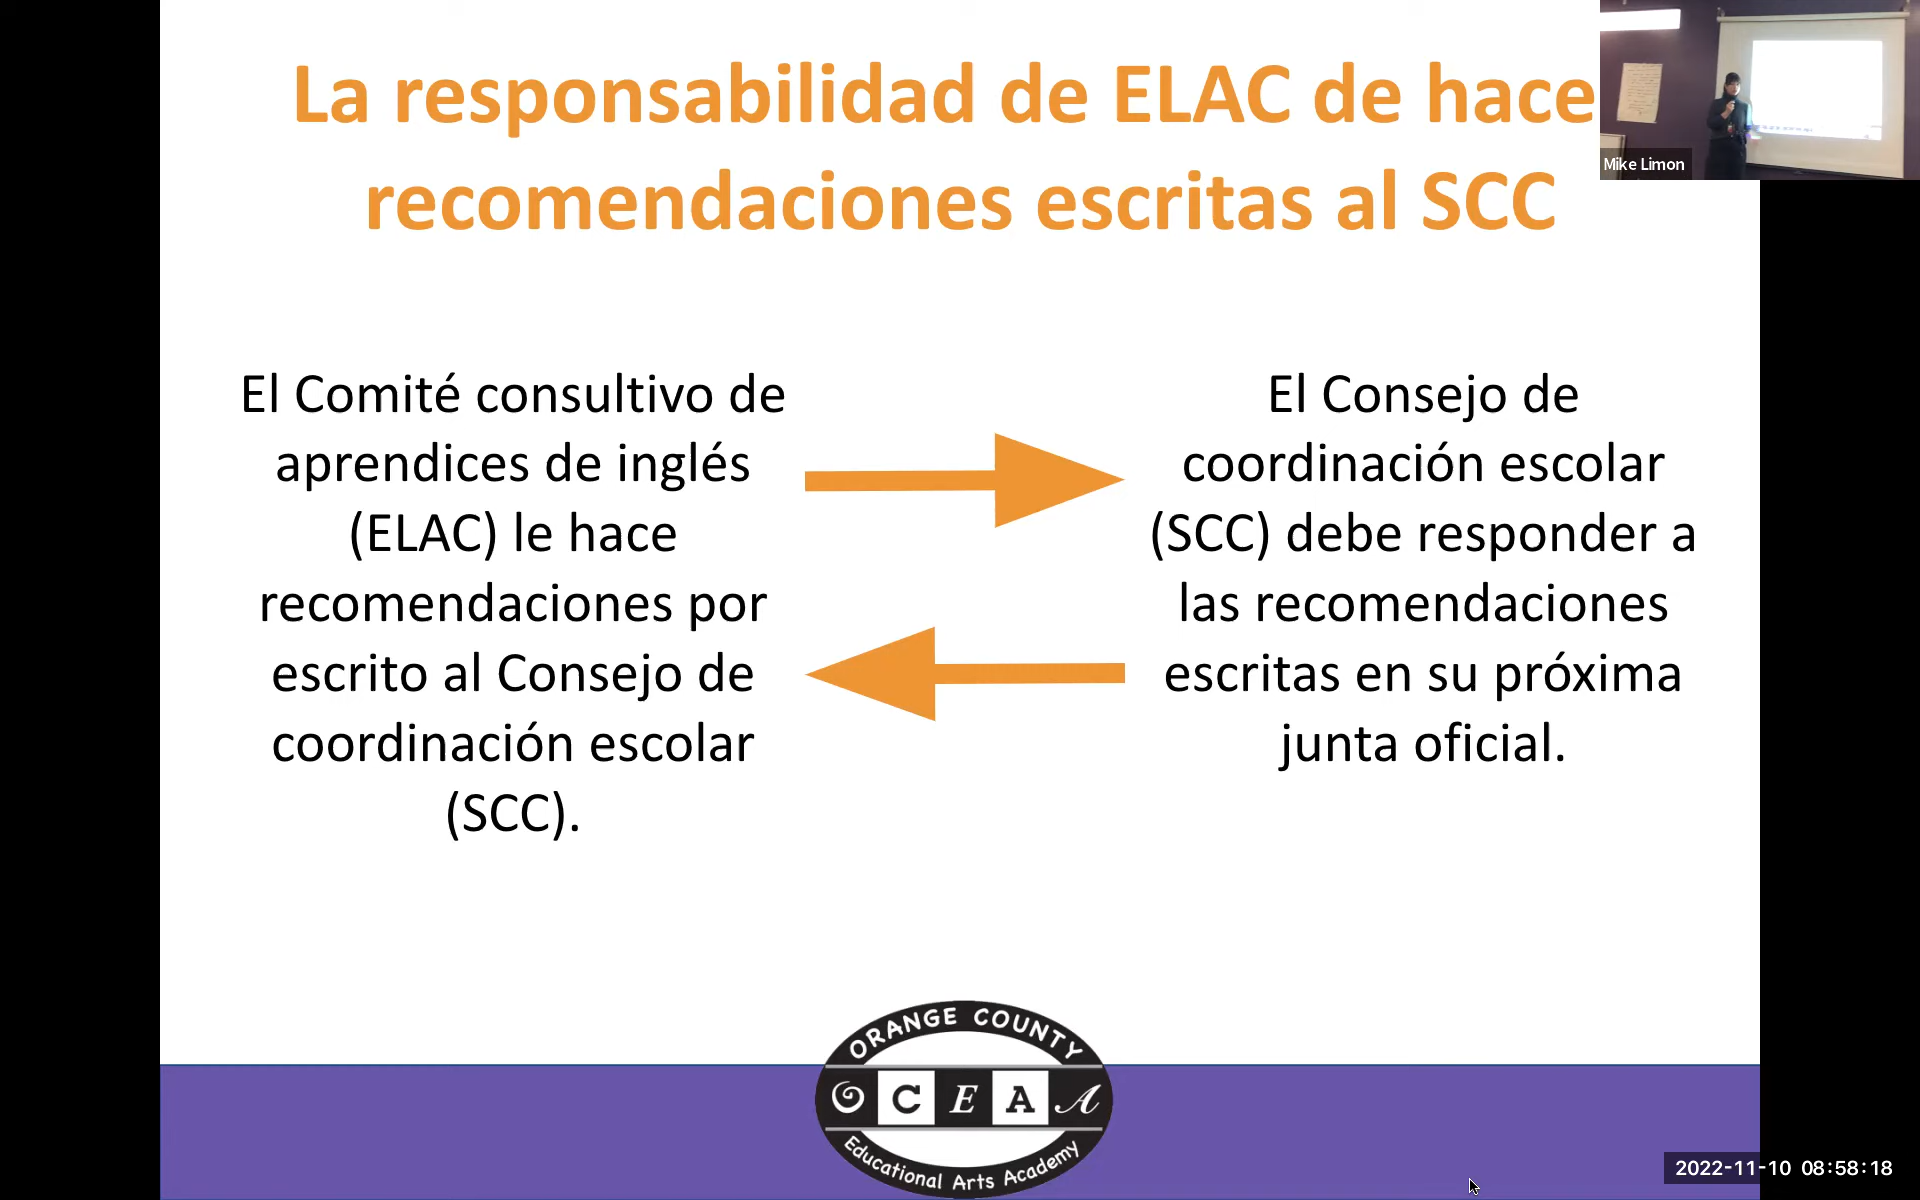 La responsabilidad de ELAC de hace
recomendaciones escritas al SCC
Mike Limon
El Comité consultivo de
aprendices de inglés
(ELAC) le hace
recomendaciones por
escrito al Consejo de
coordinación escolar
(SCC).
El Consejo de
coordinación escolar
(SCC) debe responder a
las recomendaciones
escritas en su próxima
junta oficial.
ORANGE COUNTY
OCEAA
Educational Arts Academy
2022-11-10 08:58:18